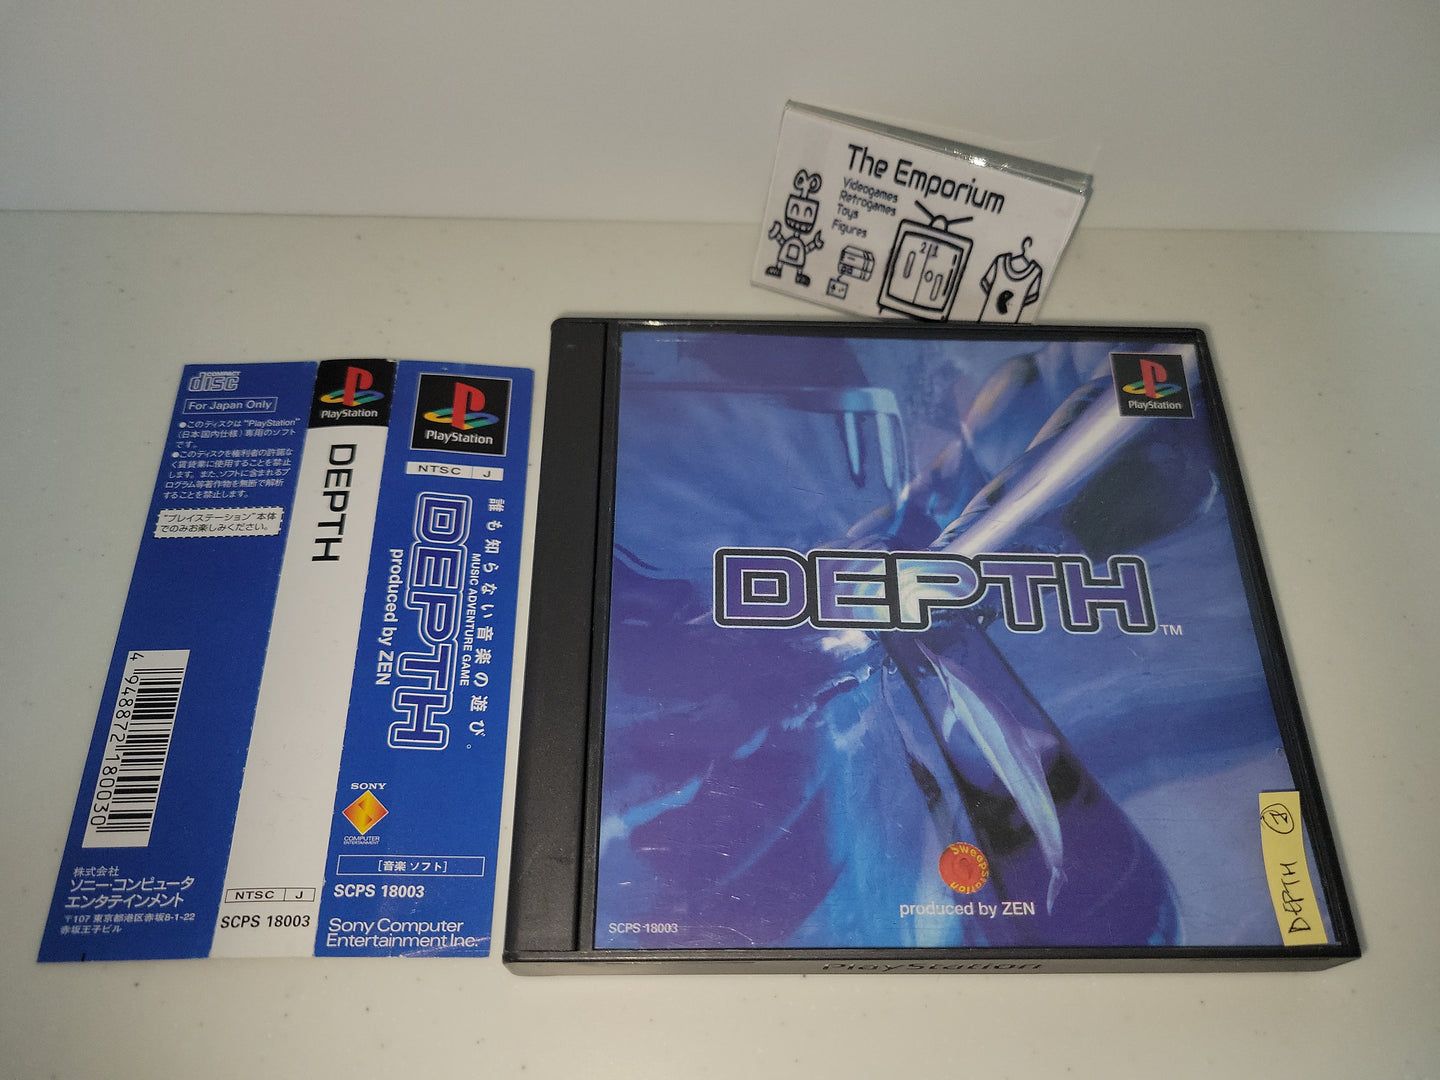 The Emporium
Videogames
Retrogames
Toys
Figures
COMPACT
disc
For Japan Only
●このディスクは"PlayStation"
(日本国内仕様)専用のソフト
です。
●このディスクを権利者の許諾な
く賃貸業に使用することを禁止
します。また、ソフトに含まれるプ
ログラム等著作物を無断で解析
することを禁止します。
"プレイステーション"本体
でのみお楽しみください。
4 948872 180030
株式会社
ソニー・コンピュータ
エンタテインメント
〒107 東京都港区赤坂8-1-22
赤坂王子ビル
PlayStation
DEPTH
NTSC J
SCPS 18003
PlayStation
NTSC J
誰も知らない音楽の遊び。
MUSIC ADVENTURE GAME
DEPTH
produced by ZEN
SONY
COMPUTER
ENTERTAINMENT
[音楽 ソフト]
SCPS 18003
Sony Computer
Entertainment Inc.
PlayStation
DEPTH™
Sweepstation
produced by ZEN
SCPS 18003
DEPTH
PlayStation